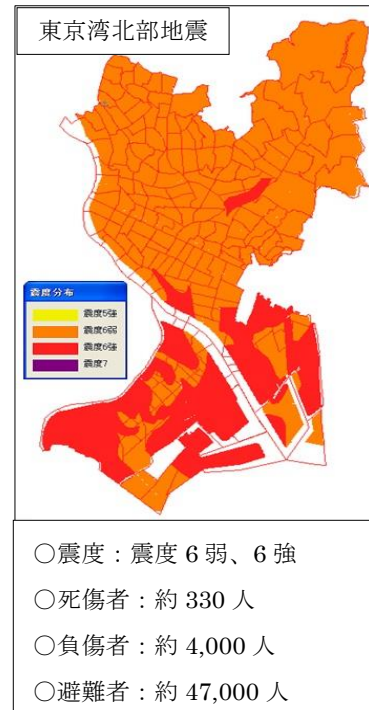 東京湾北部地震
震度分布
震度5強
震度6弱
震度6強
震度7
○震度：震度 6 弱、6 強
○死傷者：約 330 人
○負傷者：約 4,000 人
○避難者：約 47,000 人